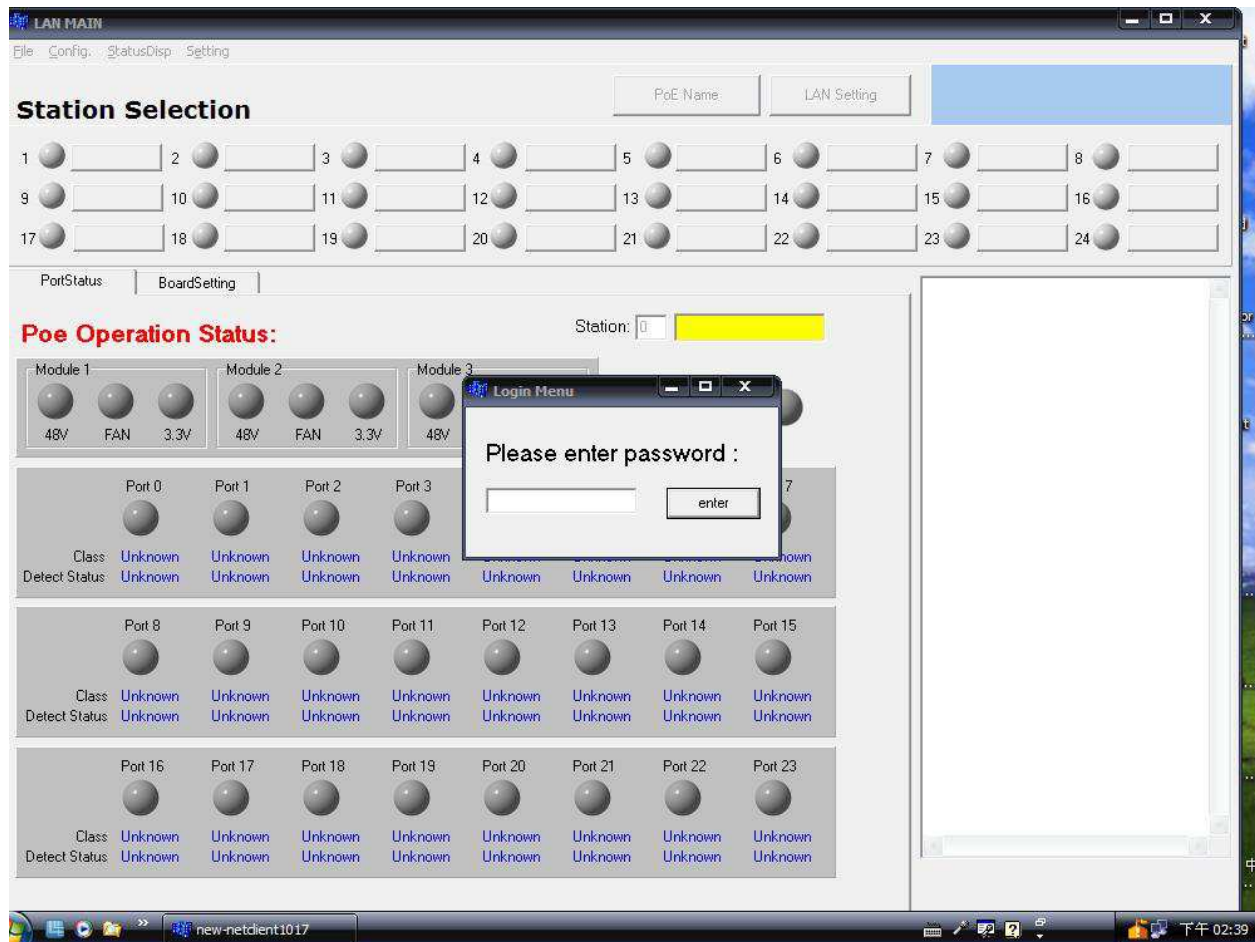 LAN MAIN
File Config. StatusDisp Setting
Station Selection
PoE Name LAN Setting
1 2 3 4 5 6 7 8
9 10 11 12 13 14 15 16
17 18 19 20 21 22 23 24
PortStatus BoardSetting
Poe Operation Status:
Station: 0
Module 1 Module 2 Module 3
48V FAN 3.3V 48V FAN 3.3V 48V
Login Menu
Please enter password :
enter
Port 0 Port 1 Port 2 Port 3 7
Class Unknown Unknown Unknown Unknown
Detect Status Unknown Unknown Unknown Unknown Unknown Unknown Unknown Unknown
Port 8 Port 9 Port 10 Port 11 Port 12 Port 13 Port 14 Port 15
Class Unknown Unknown Unknown Unknown Unknown Unknown Unknown Unknown
Detect Status Unknown Unknown Unknown Unknown Unknown Unknown Unknown Unknown
Port 16 Port 17 Port 18 Port 19 Port 20 Port 21 Port 22 Port 23
Class Unknown Unknown Unknown Unknown Unknown Unknown Unknown Unknown
Detect Status Unknown Unknown Unknown Unknown Unknown Unknown Unknown Unknown
new-netclient1017
下午 02:39